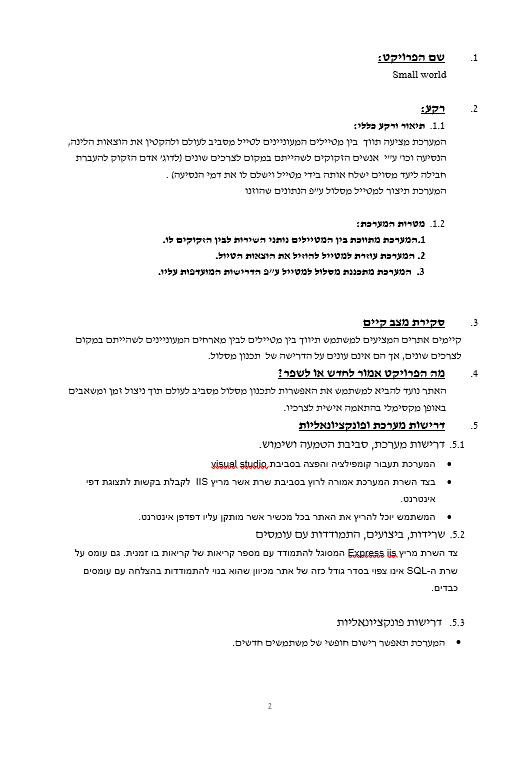 1. שם הפרויקט:
Small world
2. רקע:
1.1. תיאור ורקע כללי:
המערכת מציעה תווך בין מטיילים המעוניינים לטייל מסביב לעולם ולהקטין את הוצאות הלינה,
הנסיעה וכו' ע"י אנשים הזקוקים לשהייתם במקום לצרכים שונים (לדוג' אדם הזקוק להעברת
חבילה ליעד מסוים ישלח אותה בידי מטייל וישלם לו את דמי הנסיעה) .
המערכת תיצור למטייל מסלול ע"פ הנתונים שהוזנו
1.2. מטרות המערכת:
1.המערכת מתווכת בין המטיילים נותני השירות לבין הזקוקים לו.
2. המערכת עוזרת למטייל להוזיל את הוצאות הטיול.
3. המערכת מתכננת מסלול למטייל ע"פ הדרישות המועדפות עליו.
3. סקירת מצב קיים
קיימים אתרים המציעים למשתמש תיווך בין מטיילים לבין מארחים המעוניינים לשהייתם במקום
לצרכים שונים, אך הם אינם עונים על הדרישה של תכנון מסלול.
4. מה הפרויקט אמור לחדש או לשפר?
האתר נועד להביא למשתמש את האפשרות לתכנון מסלול מסביב לעולם תוך ניצול זמן ומשאבים
באופן מקסימלי בהתאמה אישית לצרכיו.
5. דרישות מערכת ופונקציונאליות
5.1. דרישות מערכת, סביבת הטמעה ושימוש.
• המערכת תעבור קומפילציה והפצה בסביבת visual studio
• בצד השרת המערכת אמורה לרוץ בסביבת שרת אשר מריץ IIS לקבלת בקשות לתצוגת דפי
אינטרנט.
• המשתמש יוכל להריץ את האתר בכל מכשיר אשר מותקן עליו דפדפן אינטרנט.
5.2. שרידות, ביצועים, התמודדות עם עומסים
צד השרת מריץ Express iis המסוגל להתמודד עם מספר קריאות של קריאות בו זמנית. גם עומס על
שרת ה-SQL אינו צפוי בסדר גודל כזה של אתר מכיוון שהוא בנוי להתמודדות בהצלחה עם עומסים
כבדים.
5.3. דרישות פונקציונאליות
• המערכת תאפשר רישום חופשי של משתמשים חדשים.
2